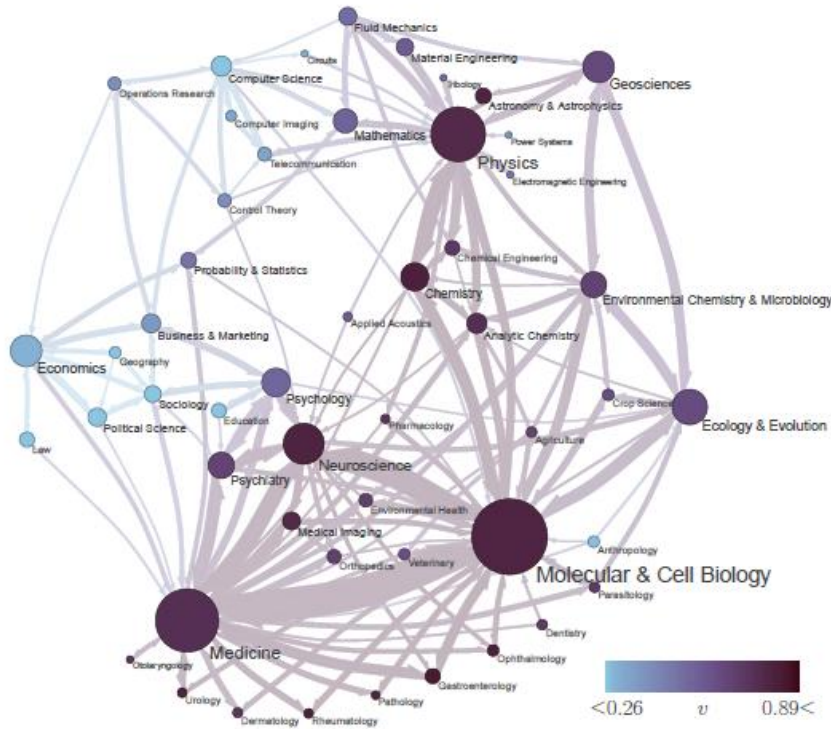 Fluid Mechanics
Material Engineering
Circuits
Computer Science
Tribology
Geosciences
Operations Research
Astronomy & Astrophysics
Computer Imaging
Mathematics
Physics
Power Systems
Telecommunication
Electromagnetic Engineering
Control Theory
Chemical Engineering
Probability & Statistics
Chemistry
Environmental Chemistry & Microbiology
Applied Acoustics
Analytic Chemistry
Business & Marketing
Geography
Economics
Psychology
Sociology
Crop Science
Education
Political Science
Pharmacology
Ecology & Evolution
Agriculture
Law
Neuroscience
Psychiatry
Environmental Health
Medical Imaging
Anthropology
Orthopedics
Veterinary
Molecular & Cell Biology
Parasitology
Dentistry
Medicine
Ophthalmology
Otolaryngology
Gastroenterology
Urology
Pathology
Dermatology
Rheumatology
<0.26 v 0.89<